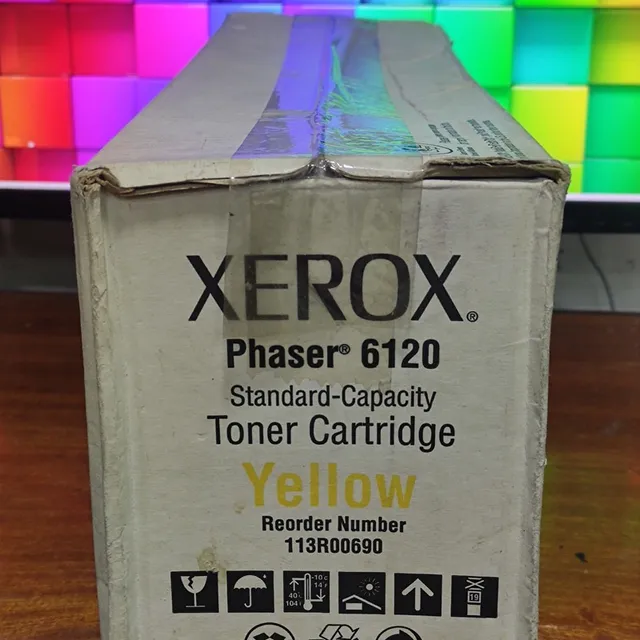 XEROX®
Phaser® 6120
Standard-Capacity
Toner Cartridge
Yellow
Reorder Number
113R00690